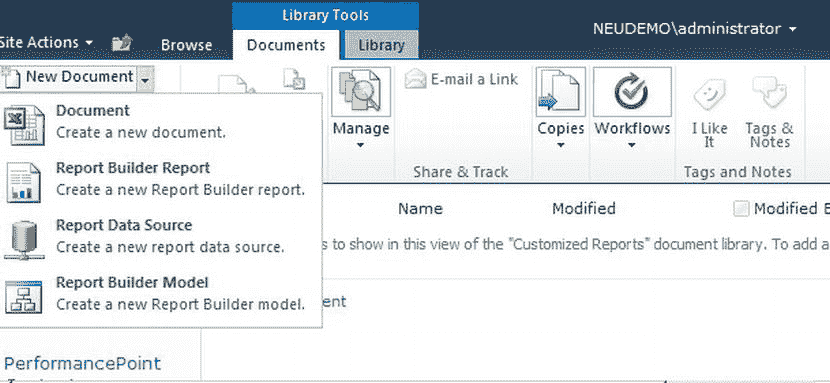 Library Tools
NEUDEMO\administrator
Site Actions
Browse
Documents
Library
New Document
Document
Create a new document.
Report Builder Report
Create a new Report Builder report.
Report Data Source
Create a new report data source.
Report Builder Model
Create a new Report Builder model.
Manage
E-mail a Link
Share & Track
Copies
Workflows
I Like
It
Tags &
Notes
Tags and Notes
Name
Modified
Modified
s to show in this view of the "Customized Reports" document library. To add a
PerformancePoint